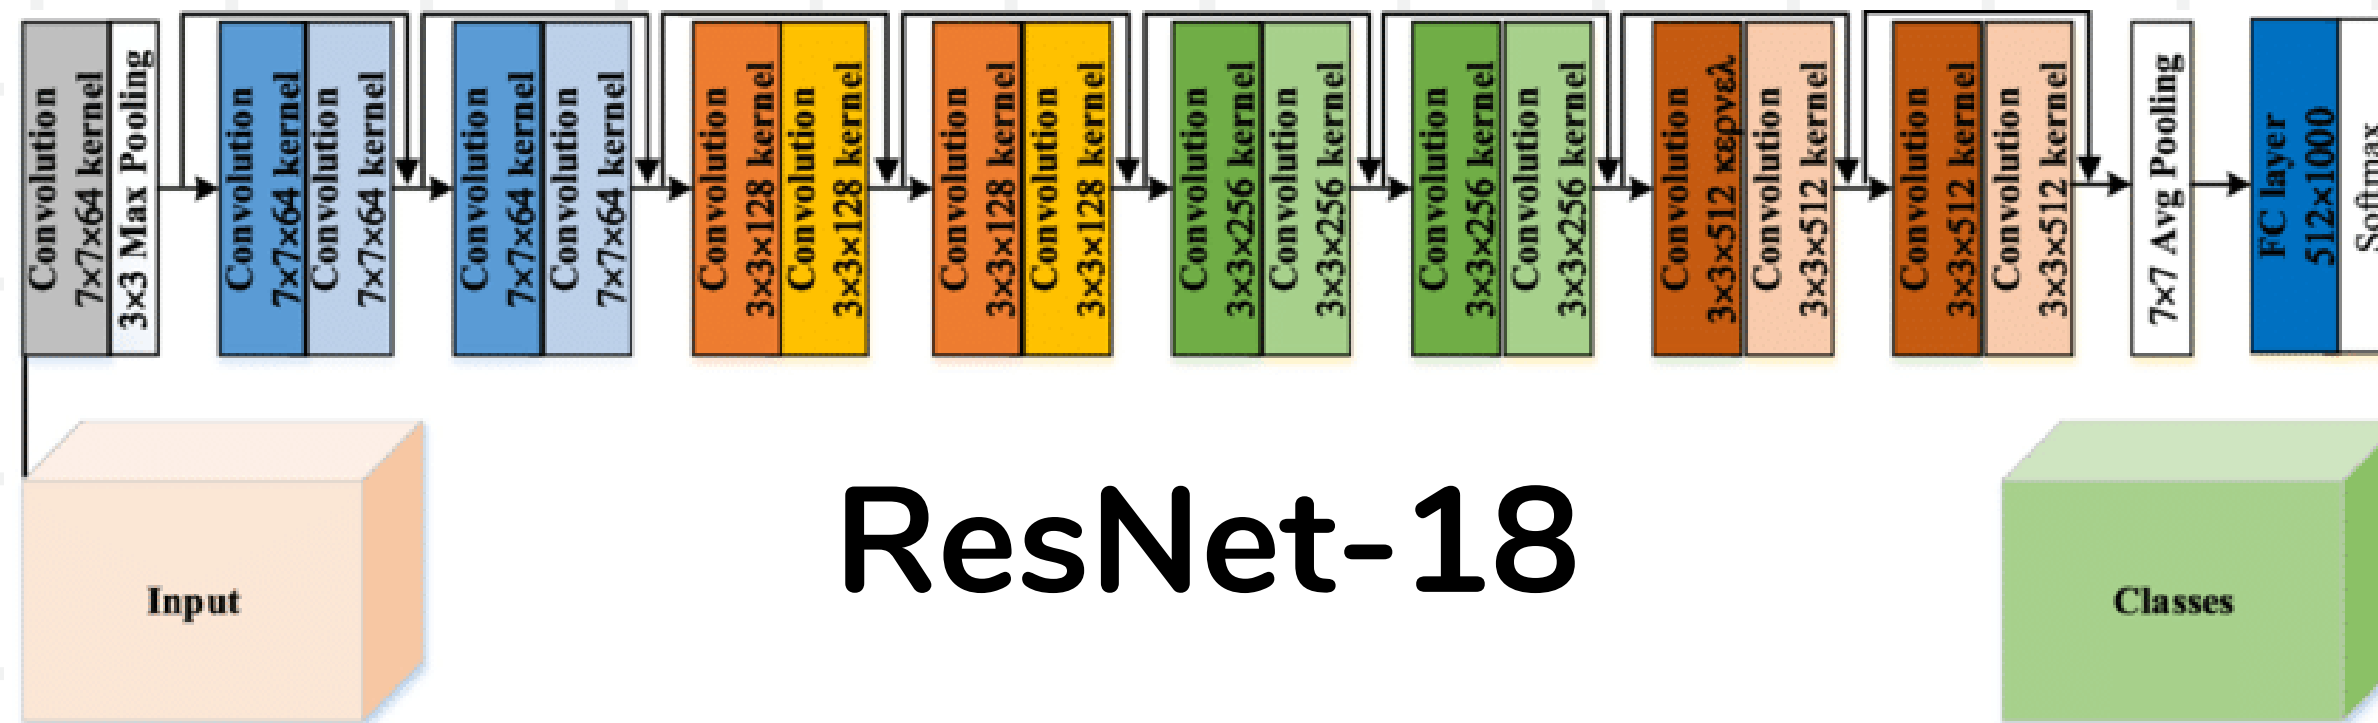 Convolution
7×7×64 kernel
3×3 Max Pooling
Convolution
7×7×64 kernel
Convolution
7×7×64 kernel
Convolution
7×7×64 kernel
Convolution
7×7×64 kernel
Convolution
3×3×128 kernel
Convolution
3×3×128 kernel
Convolution
3×3×128 kernel
Convolution
3×3×128 kernel
Convolution
3×3×256 kernel
Convolution
3×3×256 kernel
Convolution
3×3×256 kernel
Convolution
3×3×256 kernel
Convolution
3×3×512 κερνελ
Convolution
3×3×512 kernel
Convolution
3×3×512 kernel
Convolution
3×3×512 kernel
7×7 Avg Pooling
FC layer
512×1000
Softmax
Input
ResNet-18
Classes